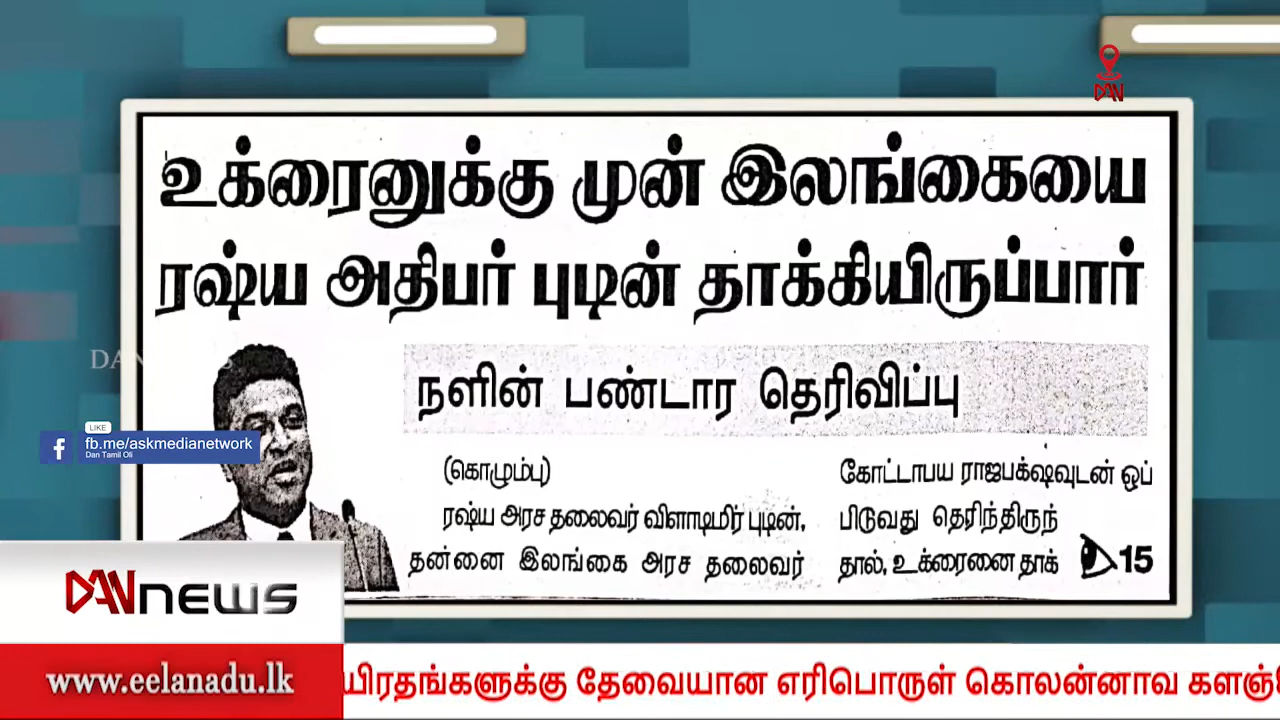 DAN
உக்ரைனுக்கு முன் இலங்கையை
ரஷ்ய அதிபர் புடின் தாக்கியிருப்பார்
நளின் பண்டார தெரிவிப்பு
(கொழும்பு)
ரஷ்ய அரச தலைவர் விளாடிமிர் புடின்,
தன்னை இலங்கை அரச தலைவர்
கோட்டாபய ராஜபக்ஷவுடன் ஒப்
பிடுவது தெரிந்திருந்
தால், உக்ரைனை தாக் 15
LIKE
fb.me/askmedianetwork
Dan Tamil Oli
DAN news
www.eelanadu.lk
யிரதங்களுக்கு தேவையான எரிபொருள் கொலன்னாவ களஞ்